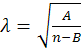 λ = √(A / (n−B))